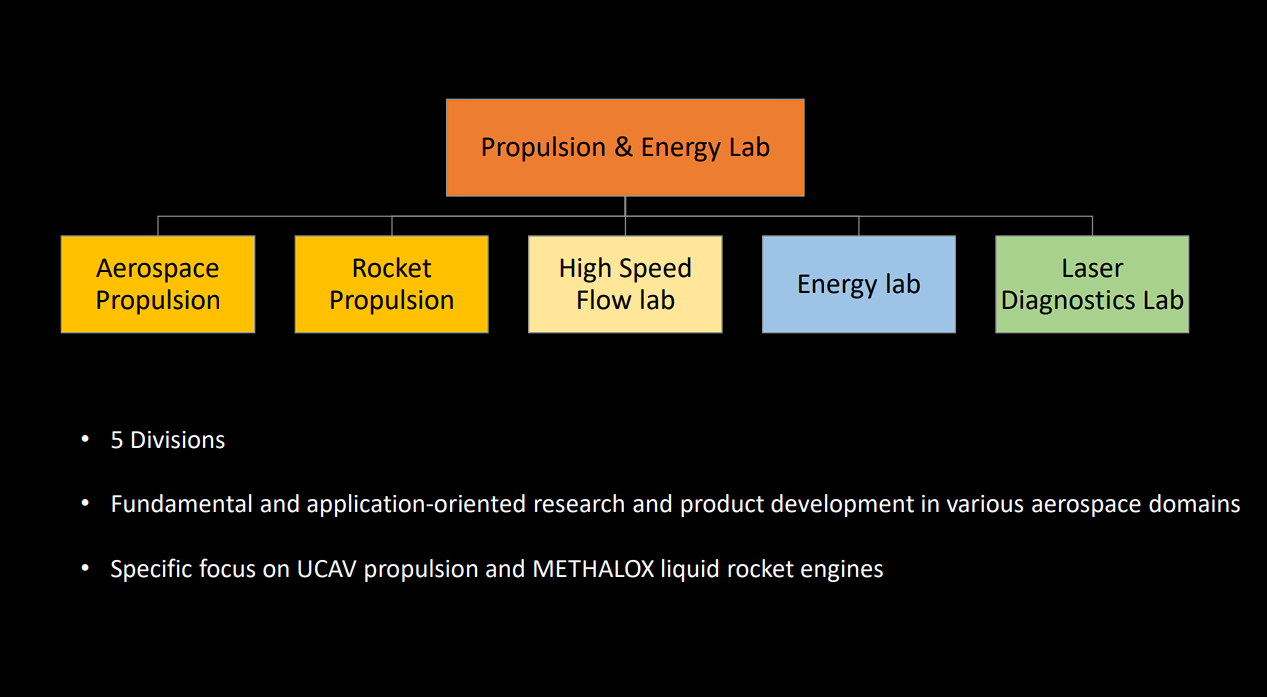 Propulsion & Energy Lab
Aerospace
Propulsion
Rocket
Propulsion
High Speed
Flow lab
Energy lab
Laser
Diagnostics Lab
• 5 Divisions
• Fundamental and application-oriented research and product development in various aerospace domains
• Specific focus on UCAV propulsion and METHALOX liquid rocket engines